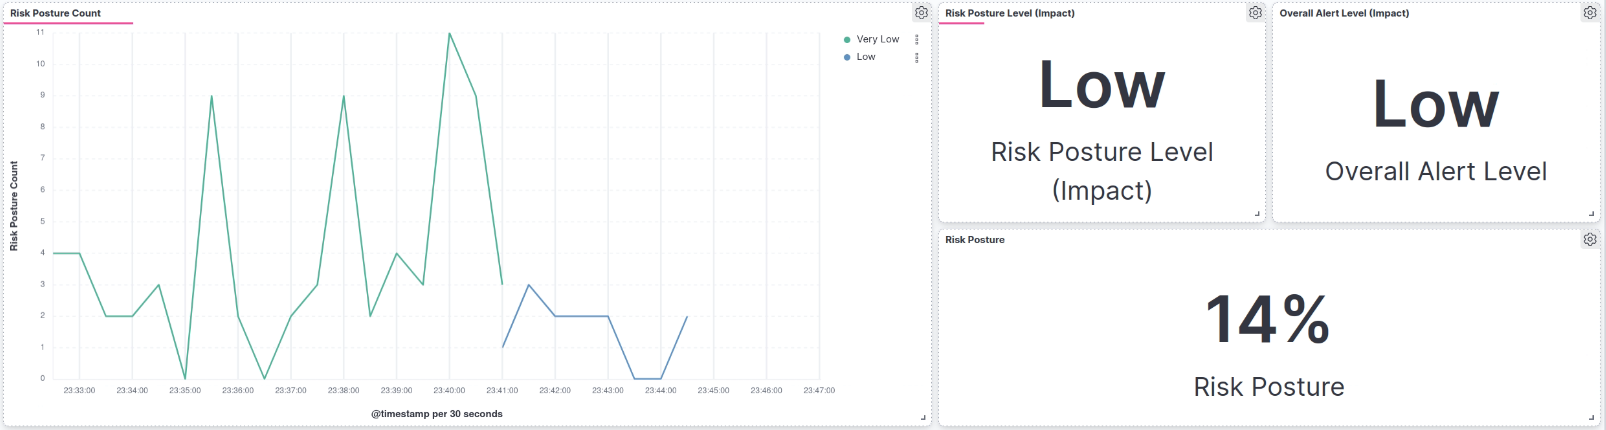 Risk Posture Count
Risk Posture Count
11
10
9
8
7
6
5
4
3
2
1
0
23:33:00 23:34:00 23:35:00 23:36:00 23:37:00 23:38:00 23:39:00 23:40:00 23:41:00 23:42:00 23:43:00 23:44:00 23:45:00 23:46:00 23:47:00
@timestamp per 30 seconds
Very Low
Low
Risk Posture Level (Impact)
Low
Risk Posture Level
(Impact)
Overall Alert Level (Impact)
Low
Overall Alert Level
Risk Posture
14%
Risk Posture